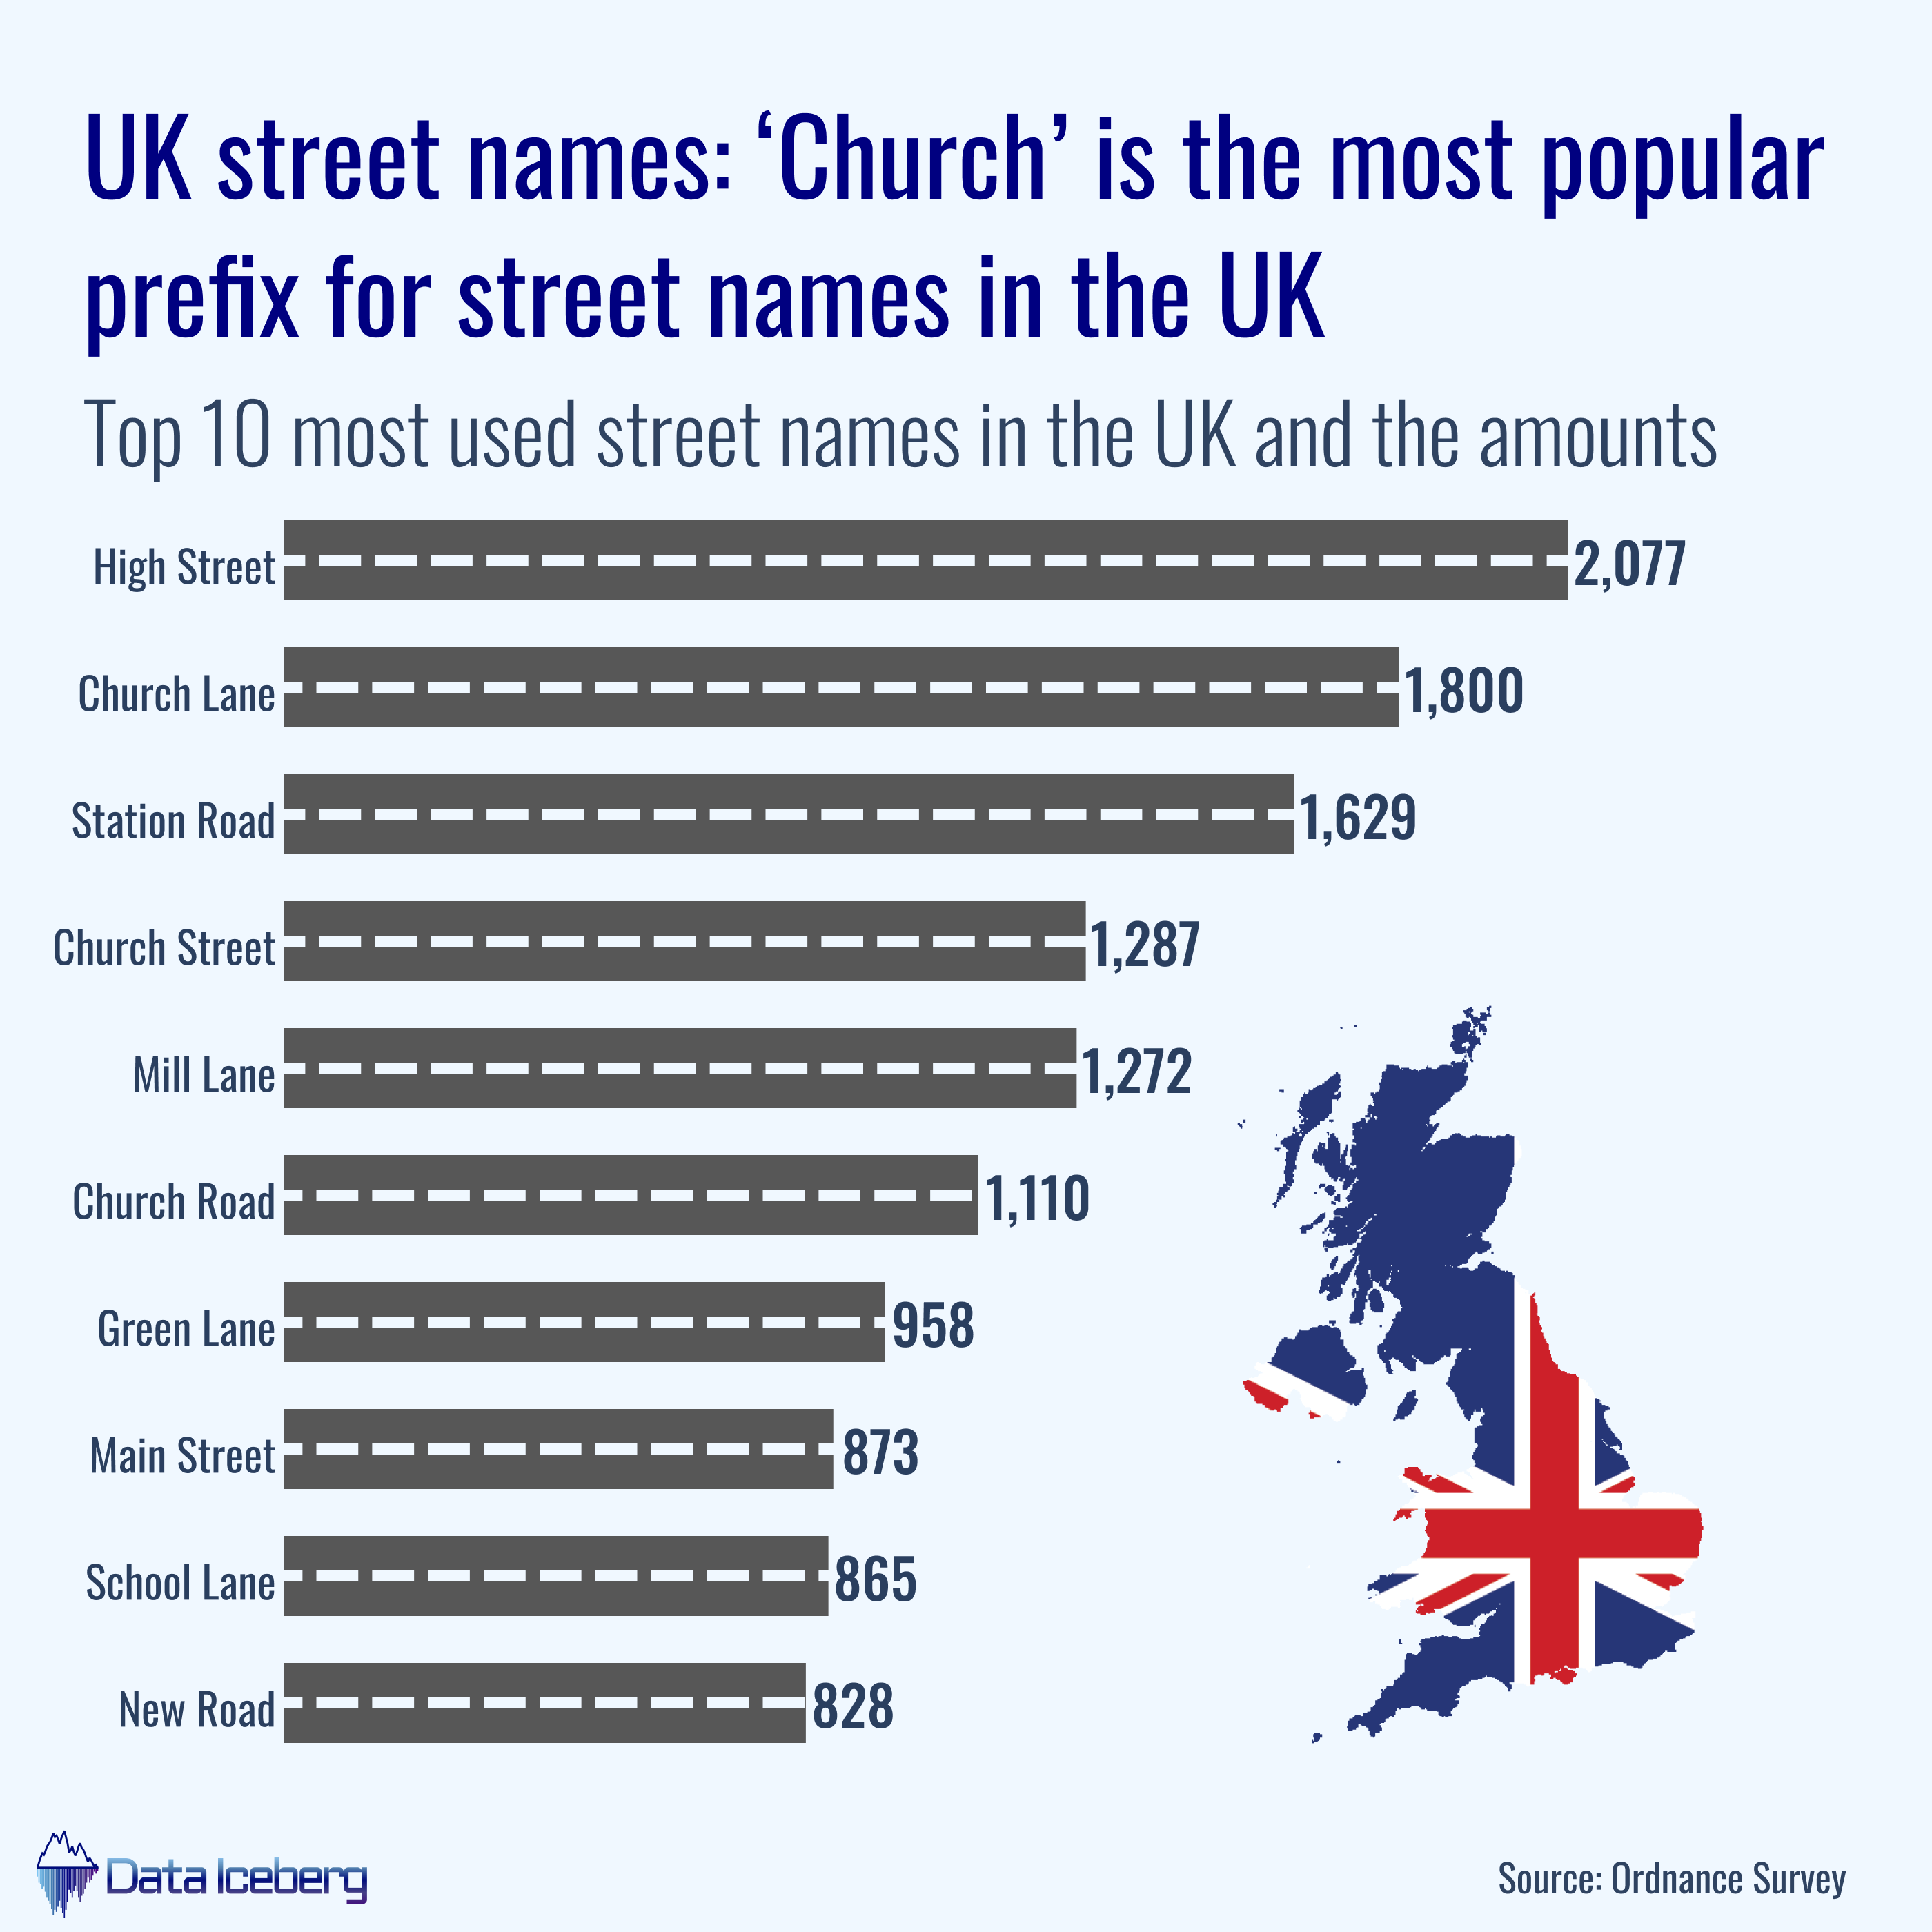 UK street names: ‘Church’ is the most popular
prefix for street names in the UK
Top 10 most used street names in the UK and the amounts
High Street 2,077
Church Lane 1,800
Station Road 1,629
Church Street 1,287
Mill Lane 1,272
Church Road 1,110
Green Lane 958
Main Street 873
School Lane 865
New Road 828
Data Iceberg
Source: Ordnance Survey